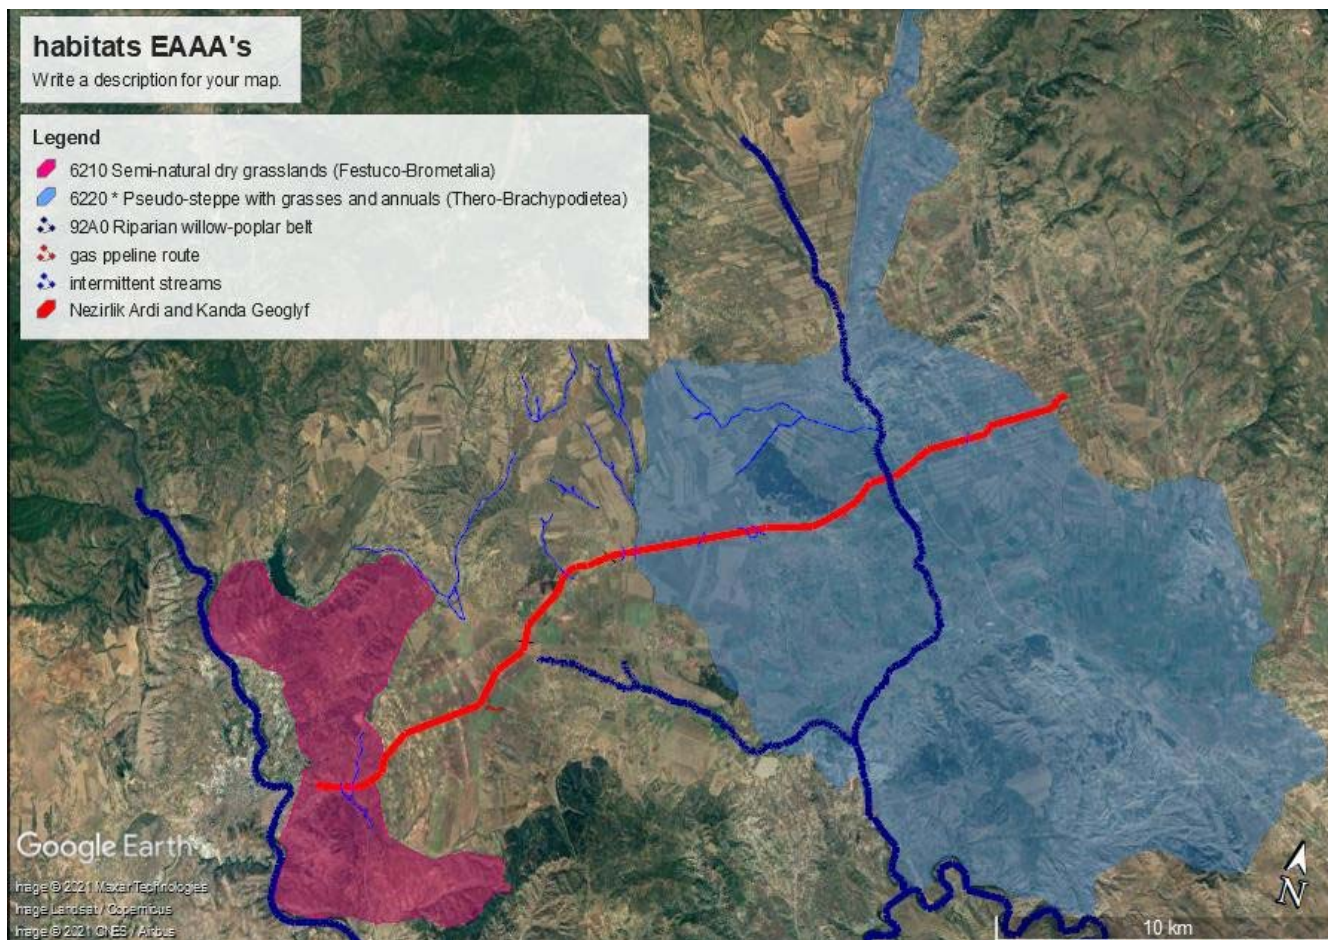 habitats EAAA's
Write a description for your map.
Legend
6210 Semi-natural dry grasslands (Festuco-Brometalia)
6220 * Pseudo-steppe with grasses and annuals (Thero-Brachypodietea)
92A0 Riparian willow-poplar belt
gas ppeline route
intermittent streams
Nezirlik Ardi and Kanda Geoglyf
Google Earth
Image © 2021 Maxar Technologies
Image Landsat / Copernicus
Image © 2021 CNES / Airbus
N
10 km